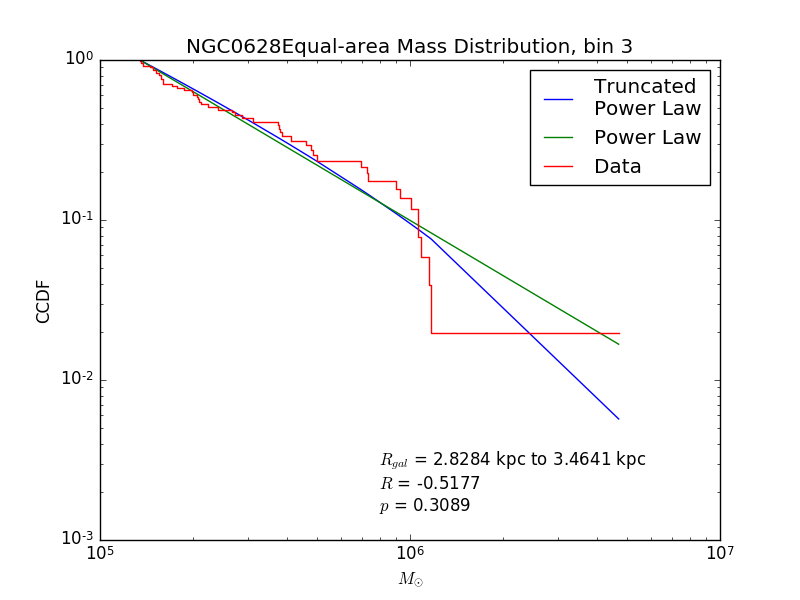 NGC0628Equal-area Mass Distribution, bin 3
10⁰
10⁻¹
10⁻²
10⁻³
CCDF
Truncated
Power Law
Power Law
Data
R_gal = 2.8284 kpc to 3.4641 kpc
R = -0.5177
p = 0.3089
10⁵ 10⁶ 10⁷
M_⊙